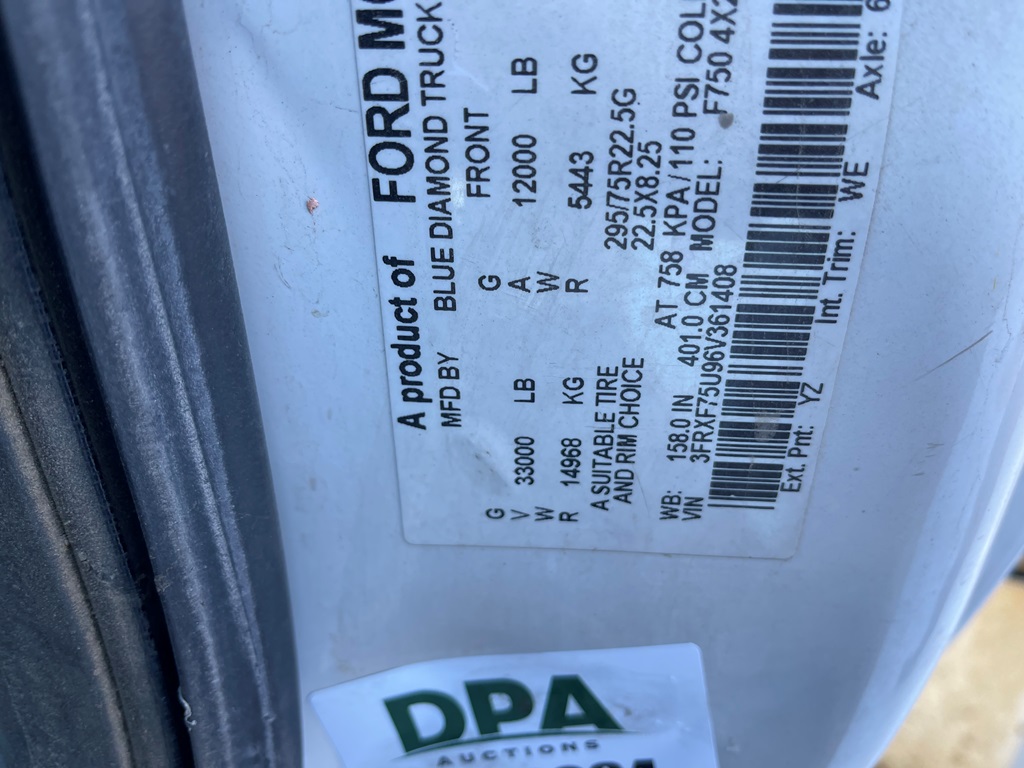 A product of FORD
MFD BY BLUE DIAMOND TRUCK
FRONT
G G
V 33000 LB A 12000 LB
W W
R 14968 KG R 5443 KG
A SUITABLE TIRE 295/75R22.5G
AND RIM CHOICE 22.5X8.25
AT 758 KPA/110 PSI
WB: 158.0 IN 401.0 CM MODEL: F750 4X2
VIN 3FRXF75U96V361408
Ext. Pnt: YZ Int. Trim: WE Axle:
DPA
AUCTIONS